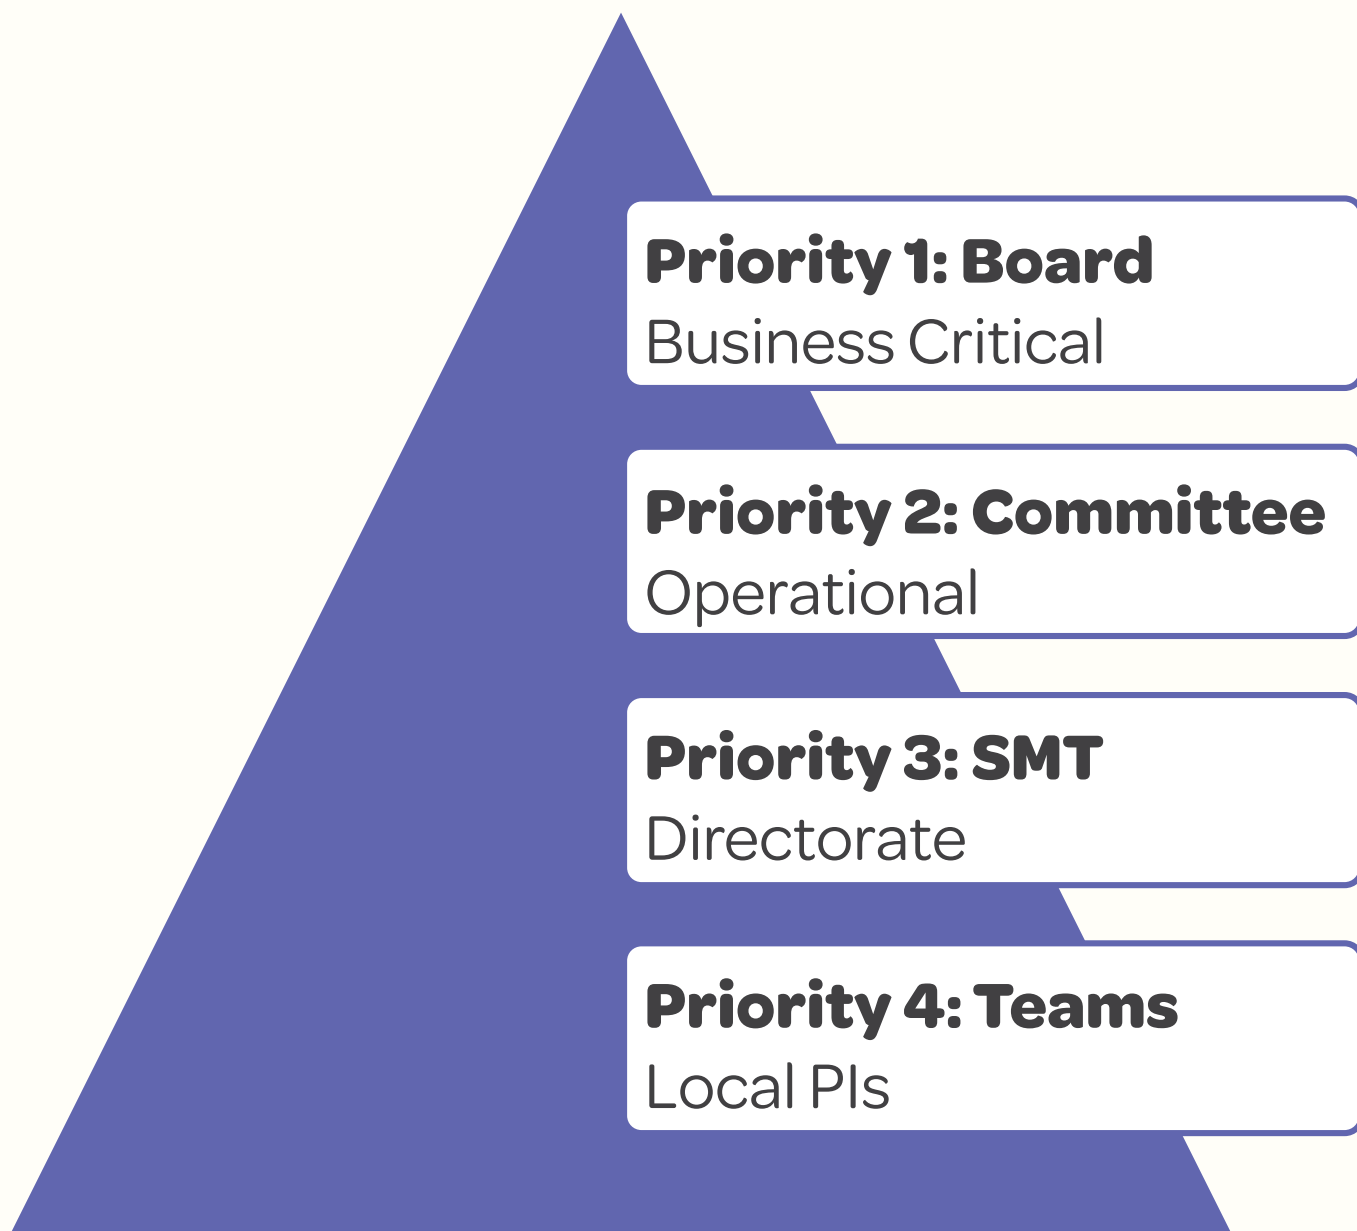 Priority 1: Board
Business Critical
Priority 2: Committee
Operational
Priority 3: SMT
Directorate
Priority 4: Teams
Local PIs